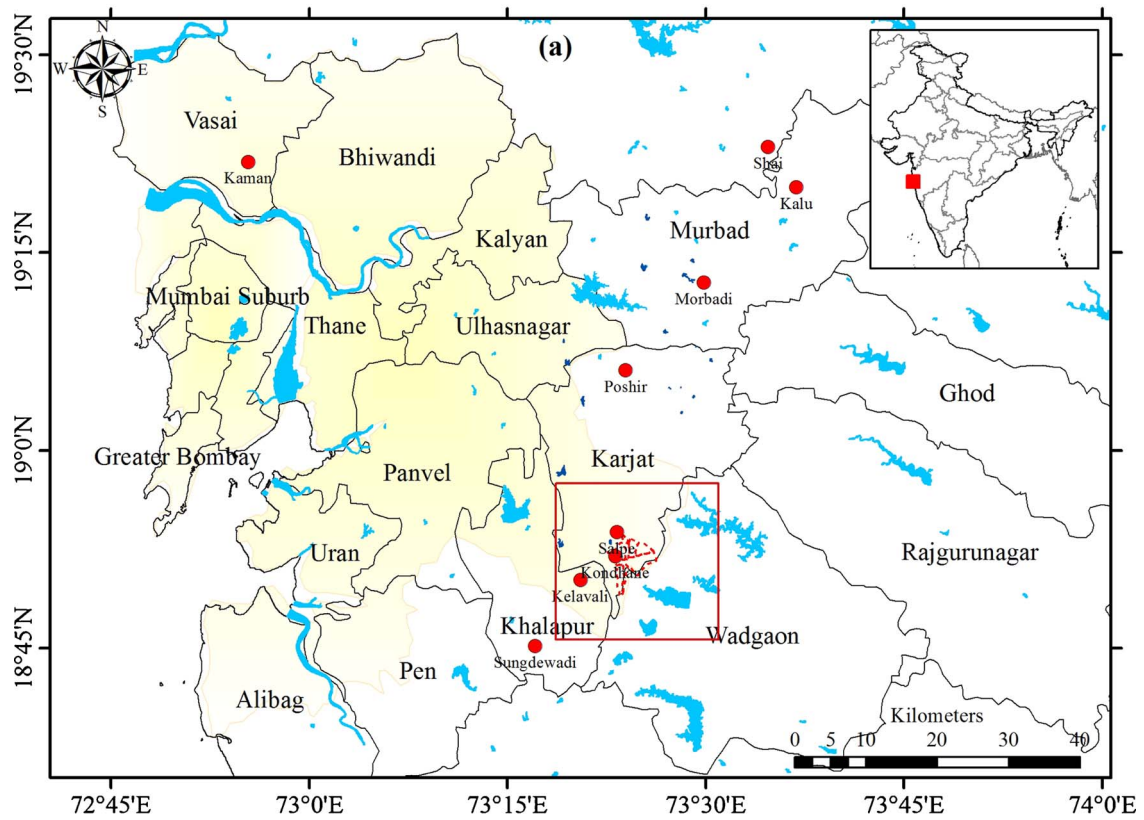 (a)
N
W E
S
19°30'N
19°15'N
19°0'N
18°45'N
Vasai
Kaman
Bhiwandi
Shai
Kalu
Kalyan
Murbad
Morbadi
Mumbai Suburb
Thane
Ulhasnagar
Poshir
Ghod
Greater Bombay
Panvel
Karjat
Uran
Salpe
Kondhane
Kelavali
Rajgurunagar
Khalapur
Wadgaon
Sungdewadi
Pen
Alibag
Kilometers
0 5 10 20 30 40
72°45'E 73°0'E 73°15'E 73°30'E 73°45'E 74°0'E